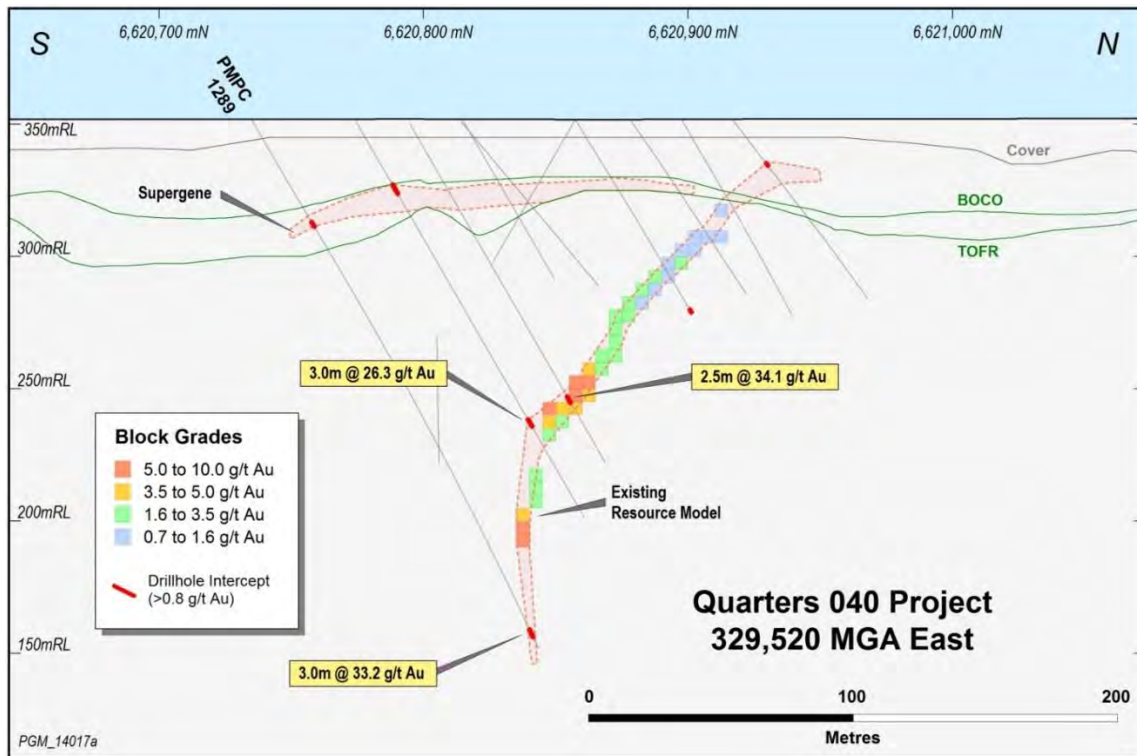 S
6,620,700 mN
6,620,800 mN
6,620,900 mN
6,621,000 mN
N
PMPC
1289
350mRL
Cover
Supergene
BOCO
TOFR
300mRL
250mRL
3.0m @ 26.3 g/t Au
2.5m @ 34.1 g/t Au
Block Grades
5.0 to 10.0 g/t Au
3.5 to 5.0 g/t Au
1.6 to 3.5 g/t Au
0.7 to 1.6 g/t Au
Drillhole Intercept
(>0.8 g/t Au)
Existing
Resource Model
200mRL
150mRL
3.0m @ 33.2 g/t Au
Quarters 040 Project
329,520 MGA East
0
100
200
Metres
PGM_14017a